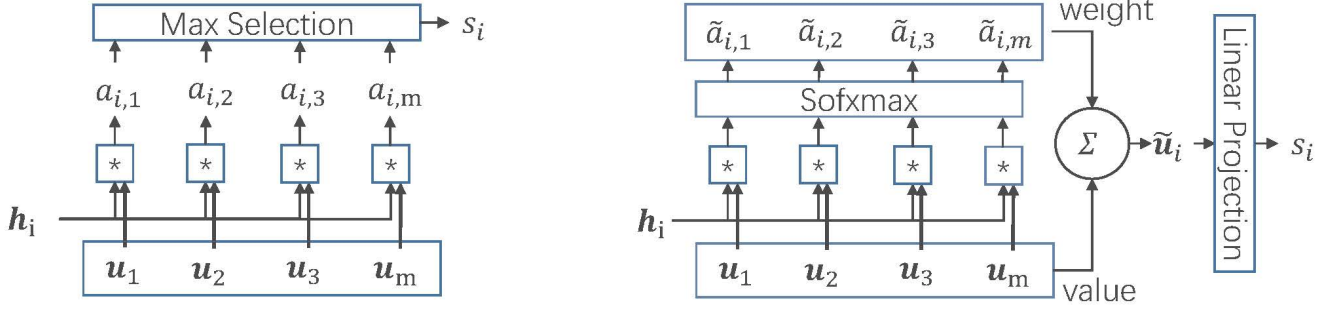 Max Selection → s_i
a_{i,1} a_{i,2} a_{i,3} a_{i,m}
* * * *
h_i
u_1 u_2 u_3 u_m
weight
ã_{i,1} ã_{i,2} ã_{i,3} ã_{i,m}
Sofxmax
* * * *
Σ
ũ_i
Linear Projection
s_i
h_i
u_1 u_2 u_3 u_m
value